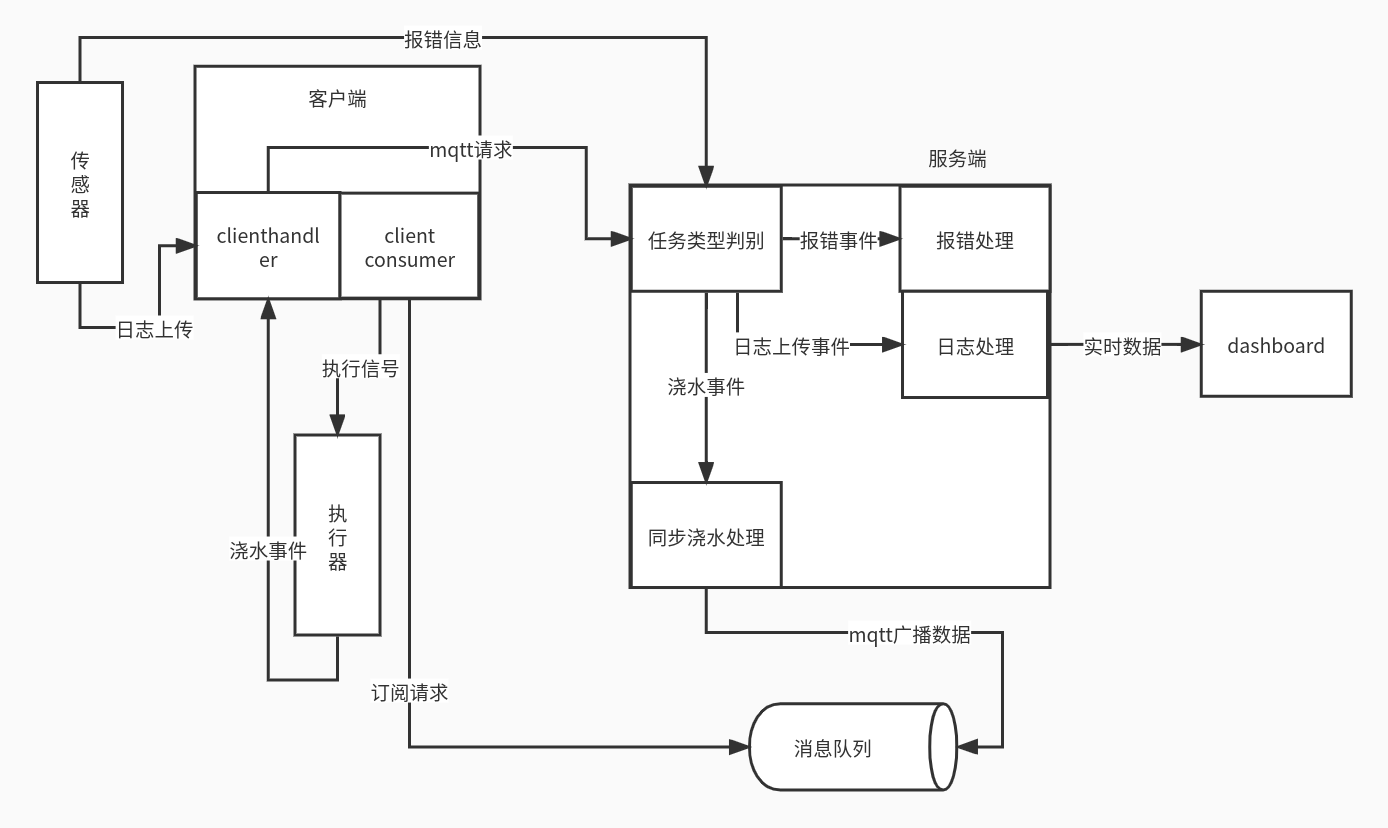 报错信息
客户端
mqtt请求
服务端
传
感
器
clienthandl
er
client
consumer
任务类型判别
报错事件
报错处理
日志上传
执行信号
日志上传事件
日志处理
实时数据
dashboard
浇水事件
执
行
器
浇水事件
同步浇水处理
mqtt广播数据
订阅请求
消息队列